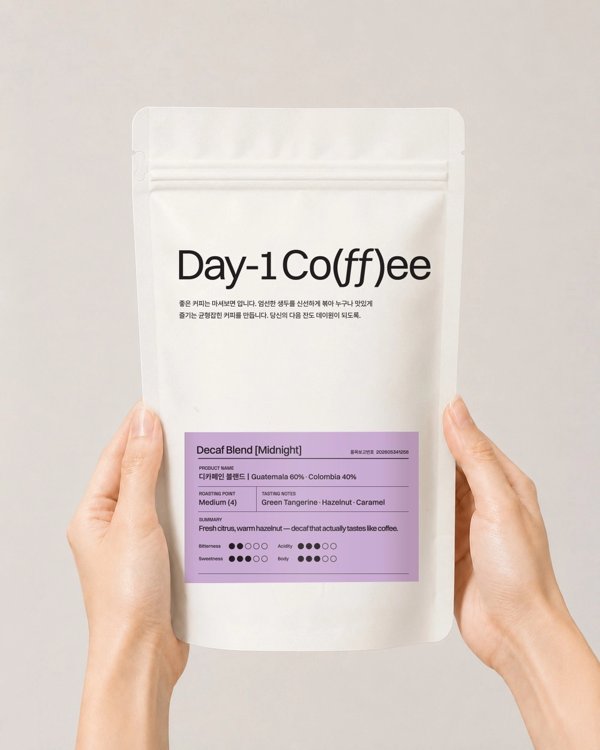 Day-1 Co(ff)ee
좋은 커피는 마셔보면 압니다. 엄선한 생두를 신선하게 볶아 누구나 맛있게
즐기는 균형잡힌 커피를 만듭니다. 당신의 다음 잔도 데이원이 되도록.
Decaf Blend [Midnight]
품목보고번호 202605341256
PRODUCT NAME
디카페인 블랜드 | Guatemala 60% · Colombia 40%
ROASTING POINT
Medium (4)
TASTING NOTES
Green Tangerine · Hazelnut · Caramel
SUMMARY
Fresh citrus, warm hazelnut — decaf that actually tastes like coffee.
Bitterness
Acidity
Sweetness
Body